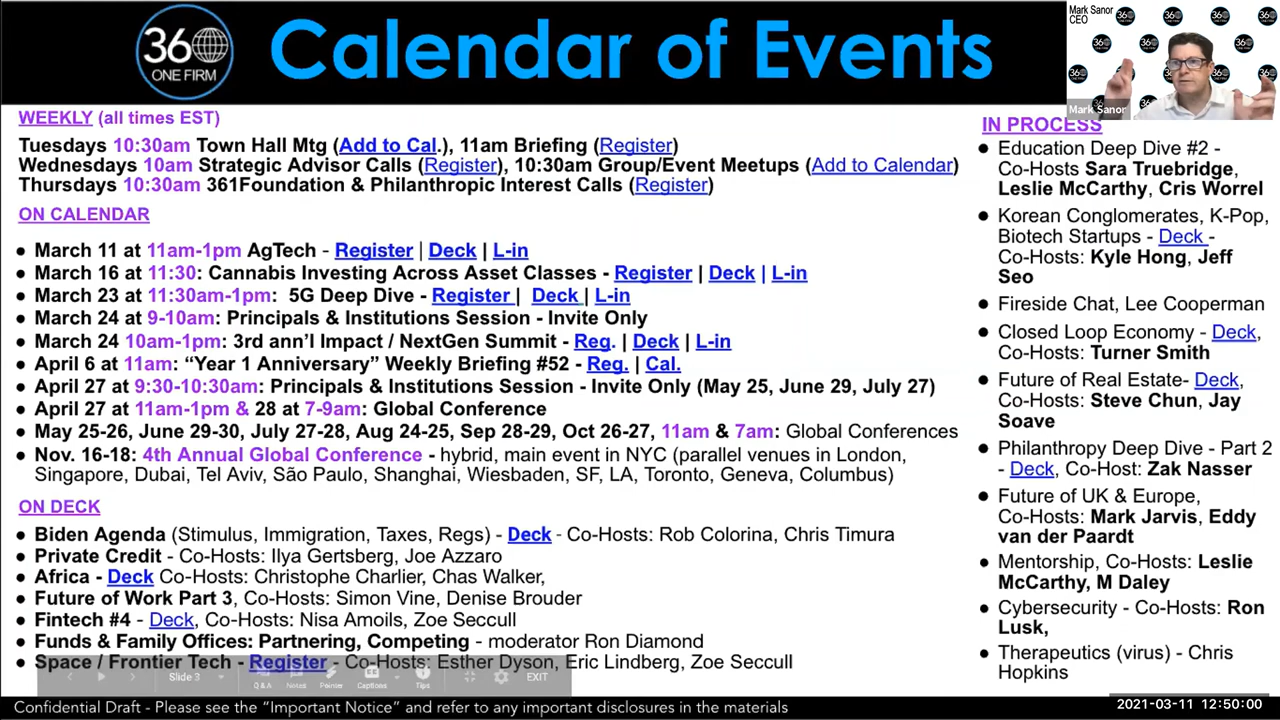 360
ONE FIRM
Calendar of Events
Mark Sanor
CEO
Mark Sanor
WEEKLY (all times EST)
Tuesdays 10:30am Town Hall Mtg (Add to Cal.), 11am Briefing (Register)
Wednesdays 10am Strategic Advisor Calls (Register), 10:30am Group/Event Meetups (Add to Calendar)
Thursdays 10:30am 361Foundation & Philanthropic Interest Calls (Register)
ON CALENDAR
● March 11 at 11am-1pm AgTech - Register | Deck | L-in
● March 16 at 11:30: Cannabis Investing Across Asset Classes - Register | Deck | L-in
● March 23 at 11:30am-1pm: 5G Deep Dive - Register | Deck | L-in
● March 24 at 9-10am: Principals & Institutions Session - Invite Only
● March 24 10am-1pm: 3rd ann’l Impact / NextGen Summit - Reg. | Deck | L-in
● April 6 at 11am: “Year 1 Anniversary” Weekly Briefing #52 - Reg. | Cal.
● April 27 at 9:30-10:30am: Principals & Institutions Session - Invite Only (May 25, June 29, July 27)
● April 27 at 11am-1pm & 28 at 7-9am: Global Conference
● May 25-26, June 29-30, July 27-28, Aug 24-25, Sep 28-29, Oct 26-27, 11am & 7am: Global Conferences
● Nov. 16-18: 4th Annual Global Conference - hybrid, main event in NYC (parallel venues in London,
Singapore, Dubai, Tel Aviv, São Paulo, Shanghai, Wiesbaden, SF, LA, Toronto, Geneva, Columbus)
ON DECK
● Biden Agenda (Stimulus, Immigration, Taxes, Regs) - Deck - Co-Hosts: Rob Colorina, Chris Timura
● Private Credit - Co-Hosts: Ilya Gertsberg, Joe Azzaro
● Africa - Deck Co-Hosts: Christophe Charlier, Chas Walker,
● Future of Work Part 3, Co-Hosts: Simon Vine, Denise Brouder
● Fintech #4 - Deck, Co-Hosts: Nisa Amoils, Zoe Seccull
● Funds & Family Offices: Partnering, Competing - moderator Ron Diamond
● Space / Frontier Tech - Register - Co-Hosts: Esther Dyson, Eric Lindberg, Zoe Seccull
Slide 3
Q & A
Notes
Pointer
Captions
Tips
EXIT
IN PROCESS
● Education Deep Dive #2 -
Co-Hosts Sara Truebridge,
Leslie McCarthy, Cris Worrel
● Korean Conglomerates, K-Pop,
Biotech Startups - Deck -
Co-Hosts: Kyle Hong, Jeff
Seo
● Fireside Chat, Lee Cooperman
● Closed Loop Economy - Deck,
Co-Hosts: Turner Smith
● Future of Real Estate- Deck,
Co-Hosts: Steve Chun, Jay
Soave
● Philanthropy Deep Dive - Part 2
- Deck, Co-Host: Zak Nasser
● Future of UK & Europe,
Co-Hosts: Mark Jarvis, Eddy
van der Paardt
● Mentorship, Co-Hosts: Leslie
McCarthy, M Daley
● Cybersecurity - Co-Hosts: Ron
Lusk,
● Therapeutics (virus) - Chris
Hopkins
Confidential Draft - Please see the “Important Notice” and refer to any important disclosures in the materials
2021-03-11 12:50:00